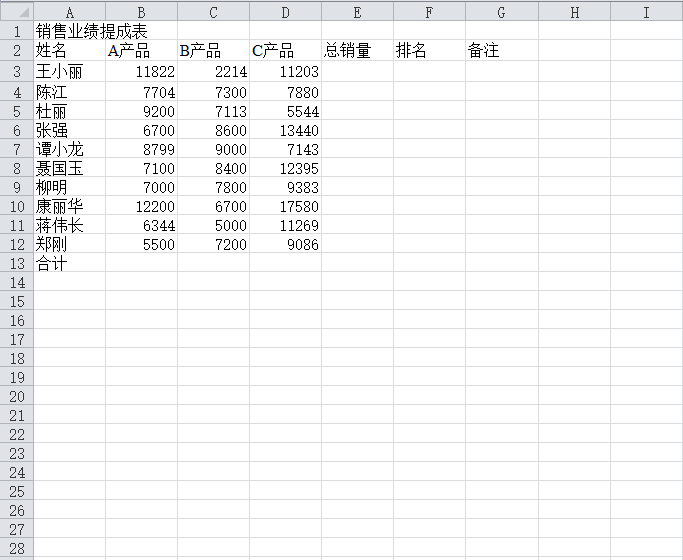 A B C D E F G H I
1 销售业绩提成表
2 姓名 A产品 B产品 C产品 总销量 排名 备注
3 王小丽 11822 2214 11203
4 陈江 7704 7300 7880
5 杜丽 9200 7113 5544
6 张强 6700 8600 13440
7 谭小龙 8799 9000 7143
8 聂国玉 7100 8400 12395
9 柳明 7000 7800 9383
10 康丽华 12200 6700 17580
11 蒋伟长 6344 5000 11269
12 郑刚 5500 7200 9086
13 合计
14
15
16
17
18
19
20
21
22
23
24
25
26
27
28